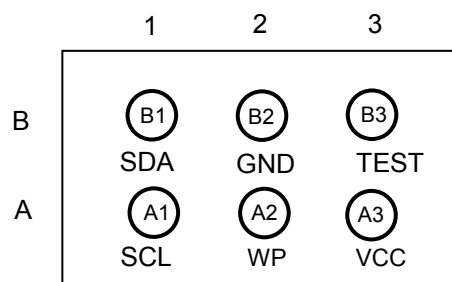 1 2 3
B B1 B2 B3
SDA GND TEST
A A1 A2 A3
SCL WP VCC